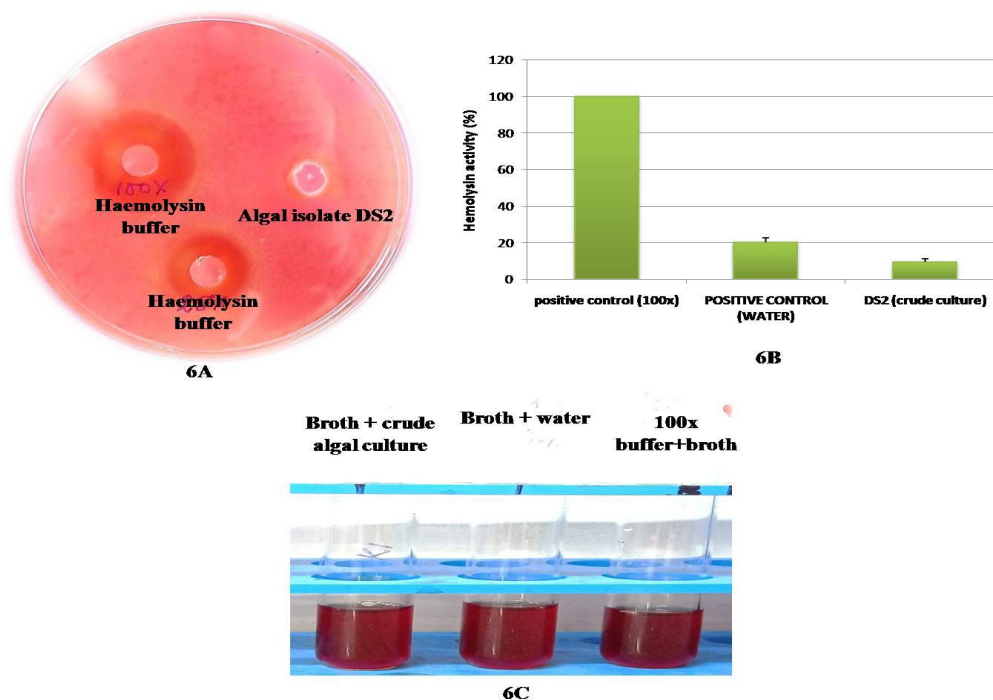 100X
Haemolysin
buffer
Algal isolate DS2
Haemolysin
buffer
6A
120
100
80
60
40
20
0
Hemolysin activity (%)
positive control (100x)
POSITIVE CONTROL
(WATER)
DS2 (crude culture)
6B
Broth + crude
algal culture
Broth + water
100x
buffer+broth
6C